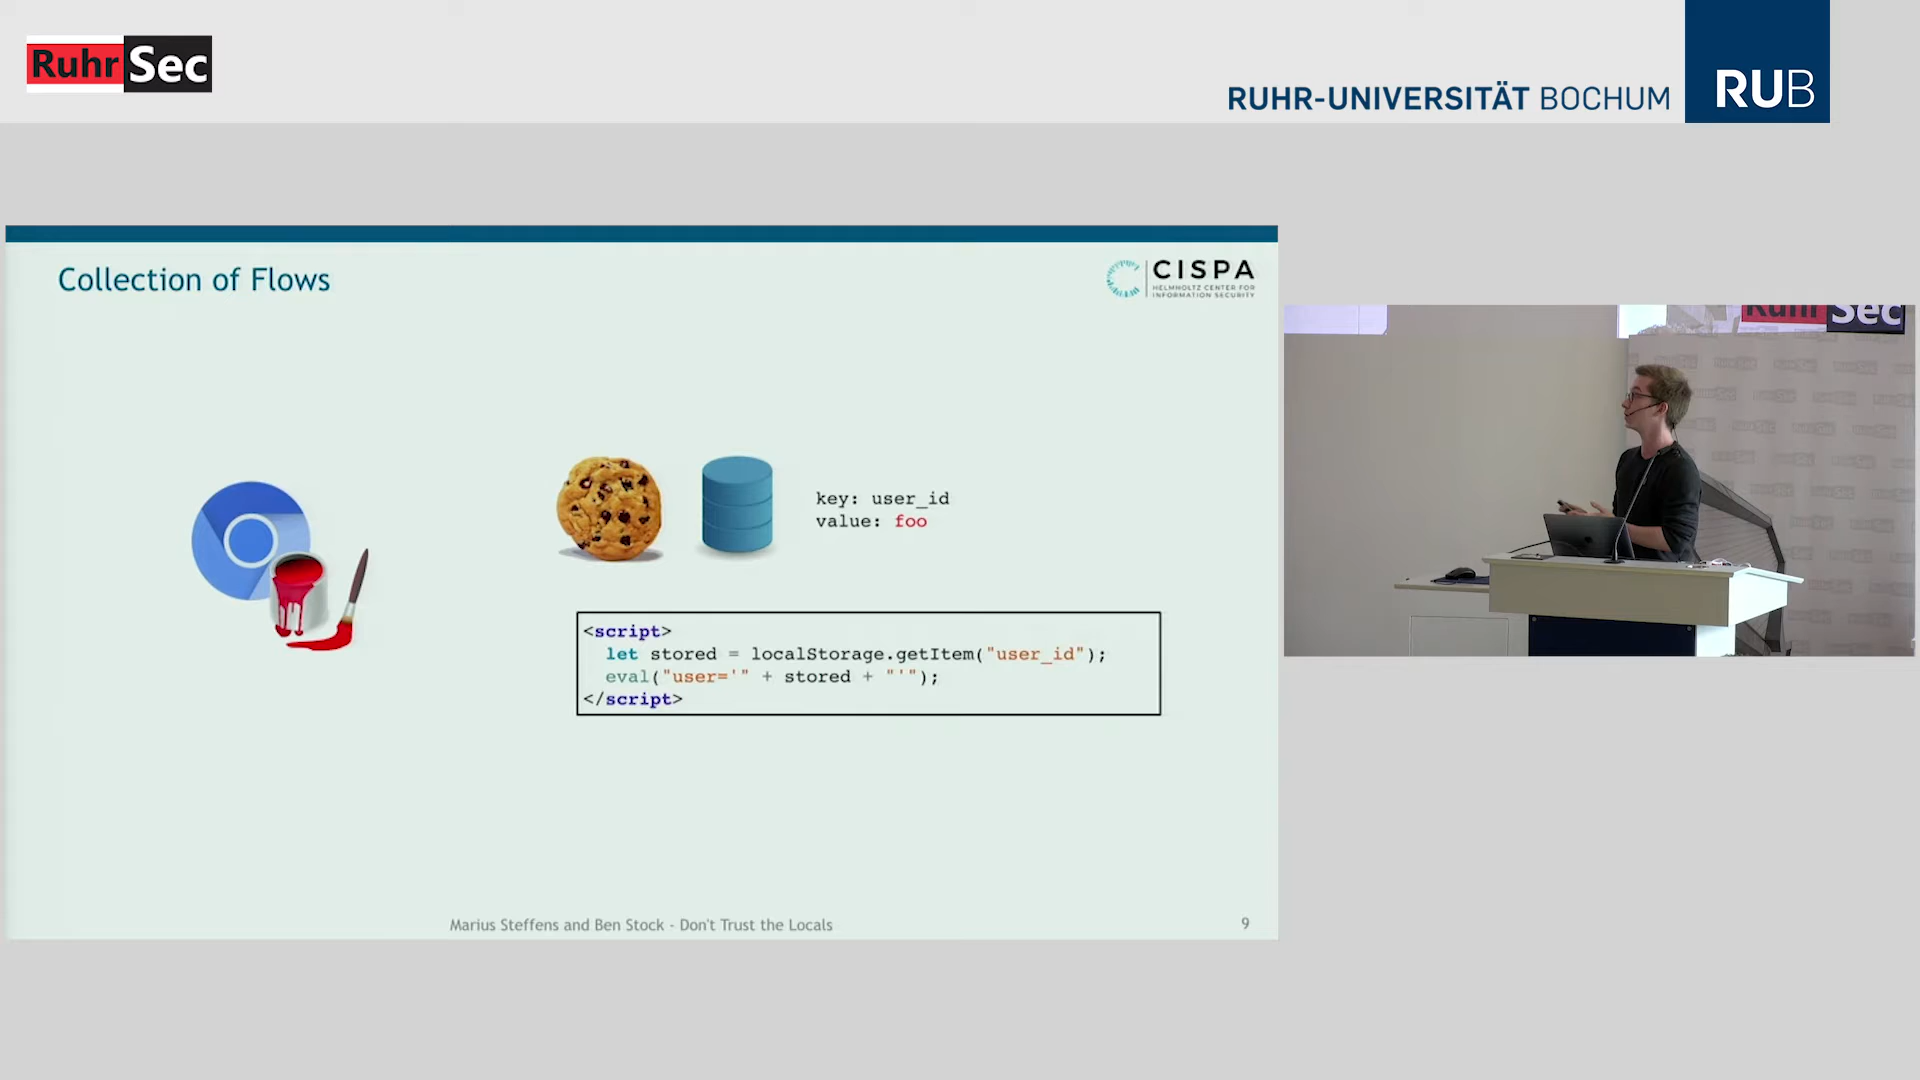 RuhrSec
RUHR-UNIVERSITÄT BOCHUM
RUB
Collection of Flows
CISPA
HELMHOLTZ CENTER FOR
INFORMATION SECURITY
key: user_id
value: foo
<script>
let stored = localStorage.getItem("user_id");
eval("user='" + stored + "'");
</script>
Marius Steffens and Ben Stock - Don't Trust the Locals
9
RuhrSec